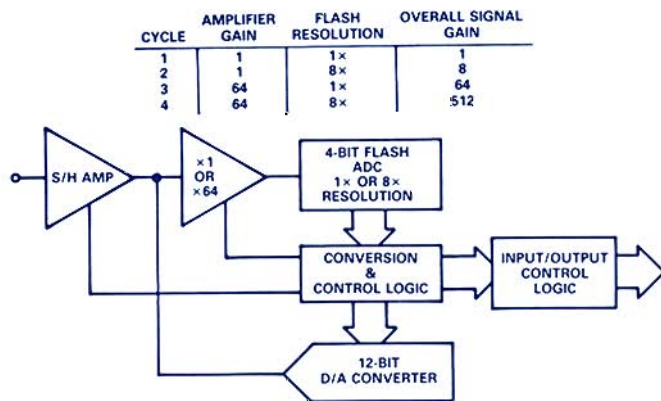 AMPLIFIER FLASH OVERALL SIGNAL
CYCLE GAIN RESOLUTION GAIN
1 1 1× 1
2 1 8× 8
3 64 1× 64
4 64 8× 512
S/H AMP
×1
OR
×64
4-BIT FLASH
ADC
1× OR 8×
RESOLUTION
CONVERSION
&
CONTROL LOGIC
INPUT/OUTPUT
CONTROL
LOGIC
12-BIT
D/A CONVERTER